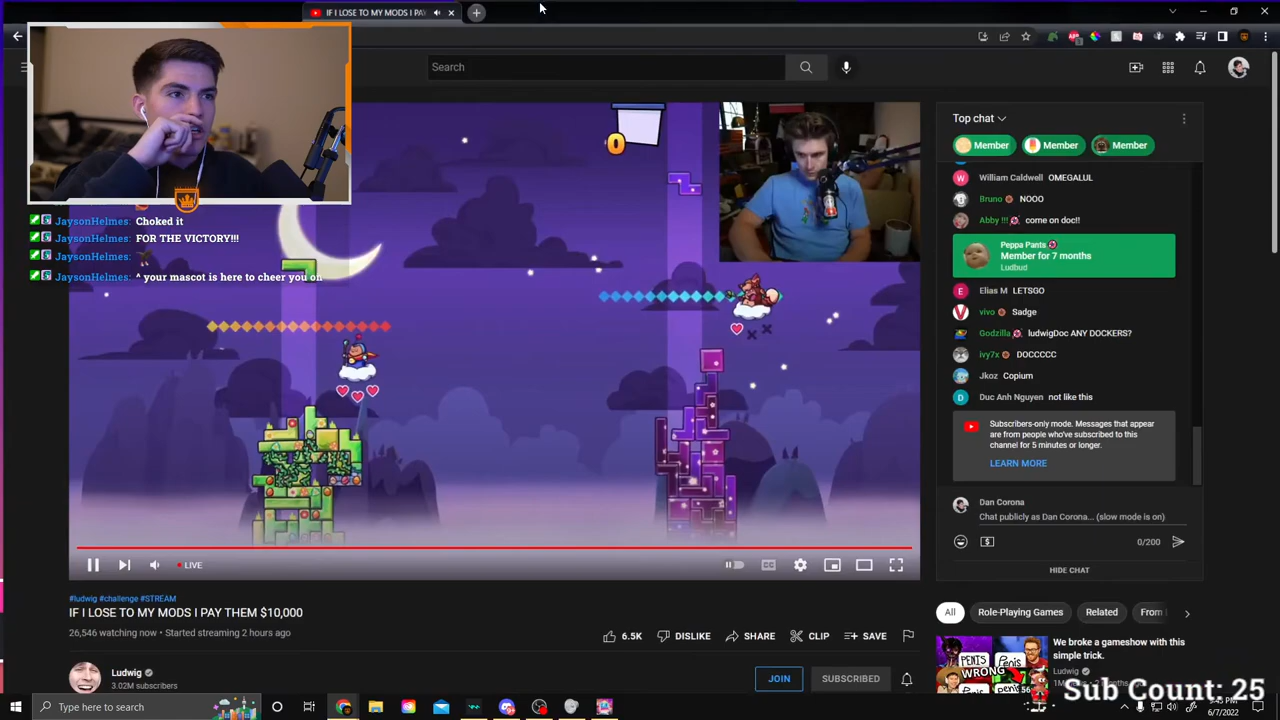 IF I LOSE TO MY MODS I PAY
Search
JaysonHelmes: Choked it
JaysonHelmes: FOR THE VICTORY!!!
JaysonHelmes:
JaysonHelmes: ^ your mascot is here to cheer you on
0
Top chat
Member
Member
Member
William Caldwell OMEGALUL
Bruno NOOO
Abby !!! come on doc!!
Peppa Pants
Member for 7 months
Ludbud
Elias M LETSGO
vivo Sadge
Godzilla ludwigDoc ANY DOCKERS?
ivy7x DOCCCCC
Jkoz Copium
Duc Anh Nguyen not like this
Subscribers-only mode. Messages that appear
are from people who've subscribed to this
channel for 5 minutes or longer.
LEARN MORE
Dan Corona
Chat publicly as Dan Corona... (slow mode is on)
0/200
HIDE CHAT
LIVE
#ludwig #challenge #STREAM
IF I LOSE TO MY MODS I PAY THEM $10,000
26,546 watching now • Started streaming 2 hours ago
6.5K
DISLIKE
SHARE
CLIP
SAVE
Ludwig
3.02M subscribers
JOIN
SUBSCRIBED
All
Role-Playing Games
Related
From
We broke a gameshow with this
simple trick.
Ludwig
PENIS
WRONG
PENIS
Sub Count: 25
Type here to search
6/7/2022